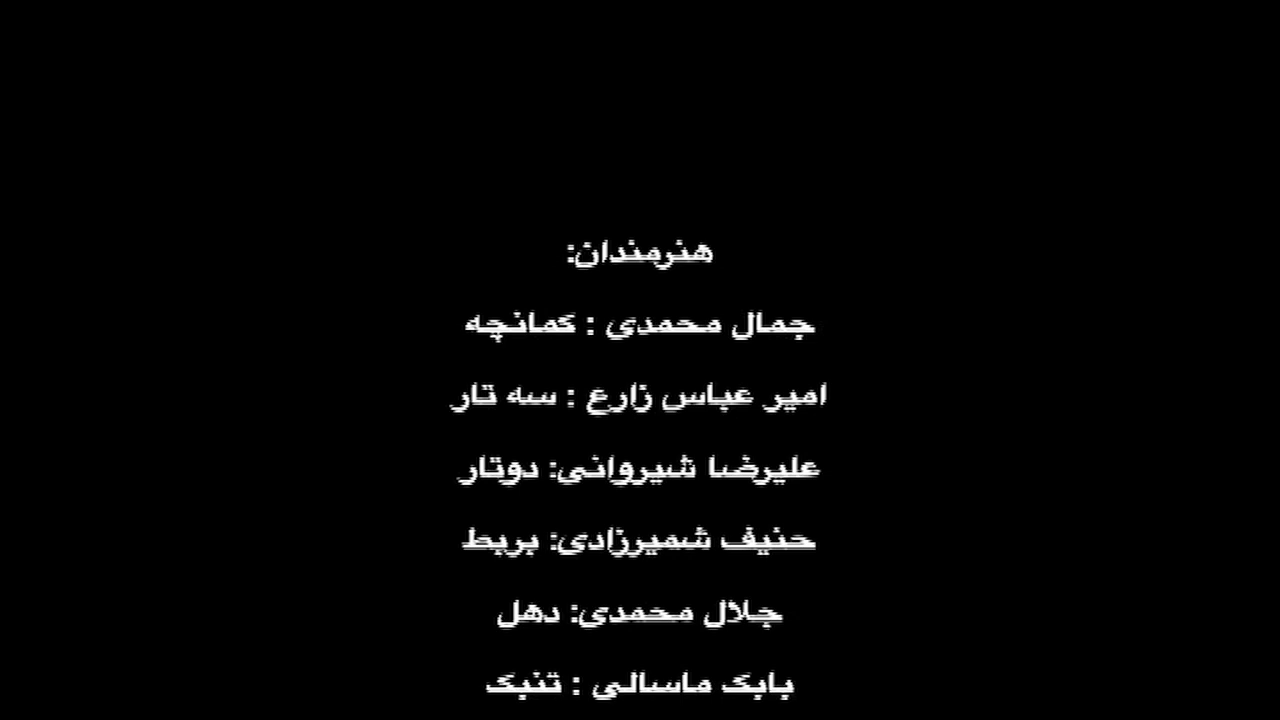 هنرمندان:
جمال محمدی : کمانچه
امیر عباس زارع : سه تار
علیرضا شیروانی: دوتار
حنیف شمیرزادی: بربط
جلال محمدی: دهل
بابک ماسالی : تنبک